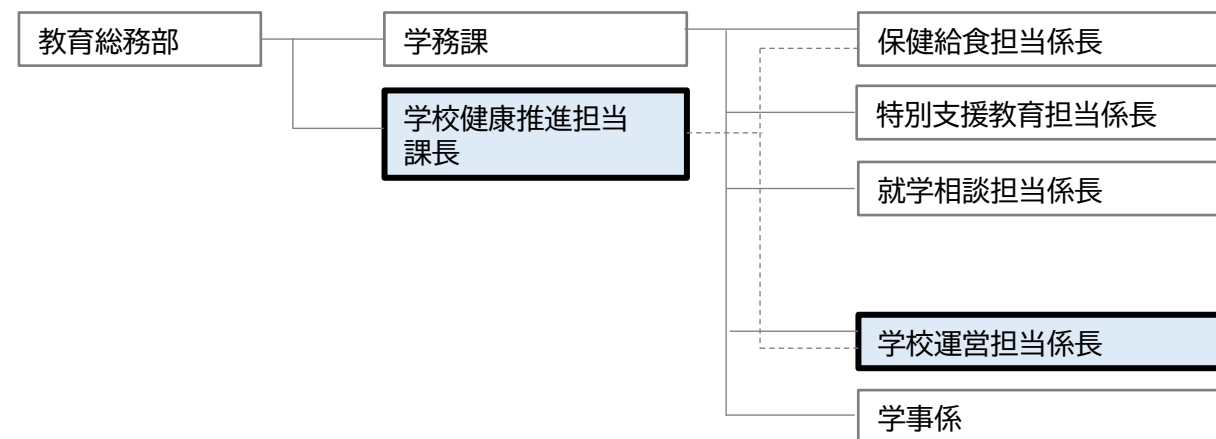 教育総務部
学務課
学校健康推進担当
課長
保健給食担当係長
特別支援教育担当係長
就学相談担当係長
学校運営担当係長
学事係